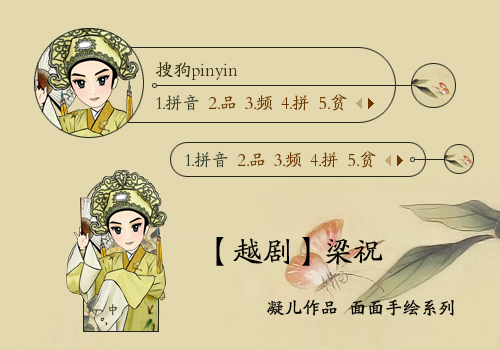 搜狗pinyin
1.拼音 2.品 3.频 4.拼 5.贫
1.拼音 2.品 3.频 4.拼 5.贫
【越剧】梁祝
中
凝儿作品 面面手绘系列